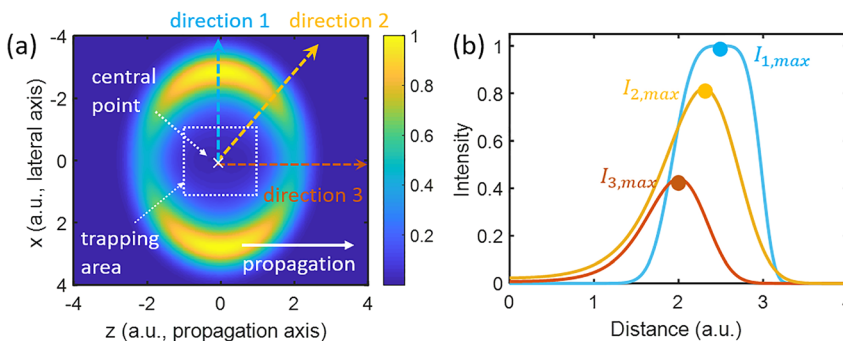 direction 1
direction 2
(a)
-4
-2
0
2
4
x (a.u., lateral axis)
central
point
direction 3
trapping
area
propagation
-4
-2
0
2
4
z (a.u., propagation axis)
1
0.8
0.6
0.4
0.2
(b)
1
0.8
0.6
0.4
0.2
0
Intensity
I1,max
I2,max
I3,max
0
1
2
3
Distance (a.u.)